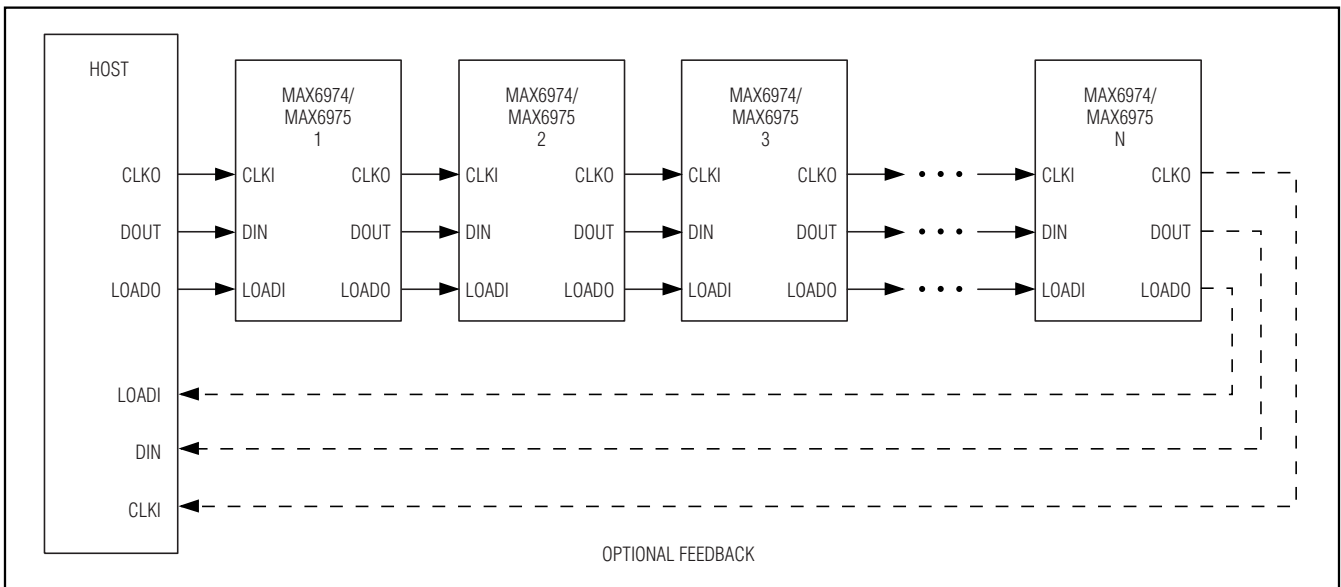 HOST
MAX6974/
MAX6975
1
MAX6974/
MAX6975
2
MAX6974/
MAX6975
3
MAX6974/
MAX6975
N
CLKO CLKI CLKO CLKI CLKO CLKI CLKO • • • CLKI CLKO
DOUT DIN DOUT DIN DOUT DIN DOUT • • • DIN DOUT
LOADO LOADI LOADO LOADI LOADO LOADI LOADO • • • LOADI LOADO
LOADI
DIN
CLKI
OPTIONAL FEEDBACK